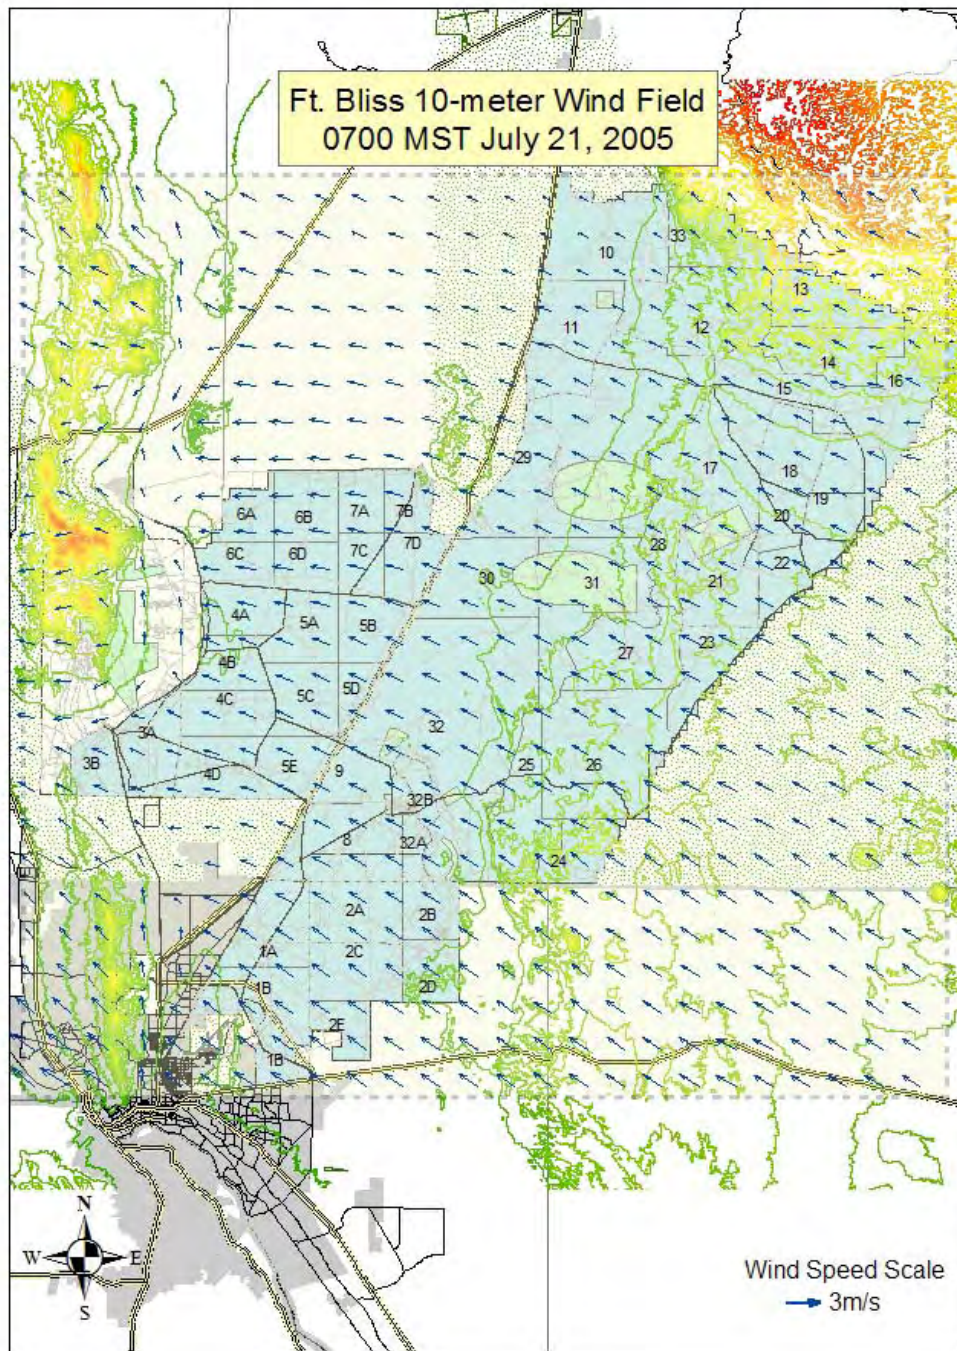 Ft. Bliss 10-meter Wind Field
0700 MST July 21, 2005
33
10
13
11
12
14
15
16
29
17
18
19
6A
6B
7A
7B
20
6C
6D
7C
7D
28
22
30
31
21
4A
5A
5B
23
4B
27
4C
5C
5D
32
3A
3B
4D
5E
9
25
26
32B
8
32A
24
2A
2B
1A
2C
1B
2D
2E
1B
N
W
E
S
Wind Speed Scale
3m/s